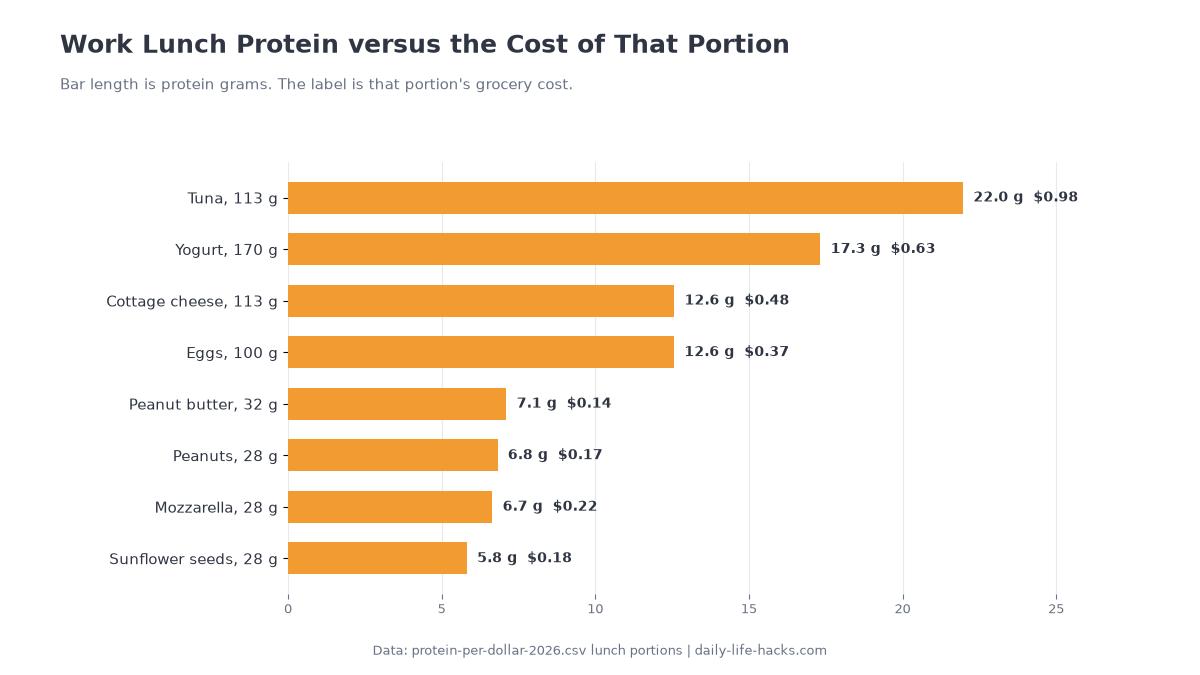 Work Lunch Protein versus the Cost of That Portion
Bar length is protein grams. The label is that portion's grocery cost.
Tuna, 113 g 22.0 g $0.98
Yogurt, 170 g 17.3 g $0.63
Cottage cheese, 113 g 12.6 g $0.48
Eggs, 100 g 12.6 g $0.37
Peanut butter, 32 g 7.1 g $0.14
Peanuts, 28 g 6.8 g $0.17
Mozzarella, 28 g 6.7 g $0.22
Sunflower seeds, 28 g 5.8 g $0.18
0 5 10 15 20 25
Data: protein-per-dollar-2026.csv lunch portions | daily-life-hacks.com